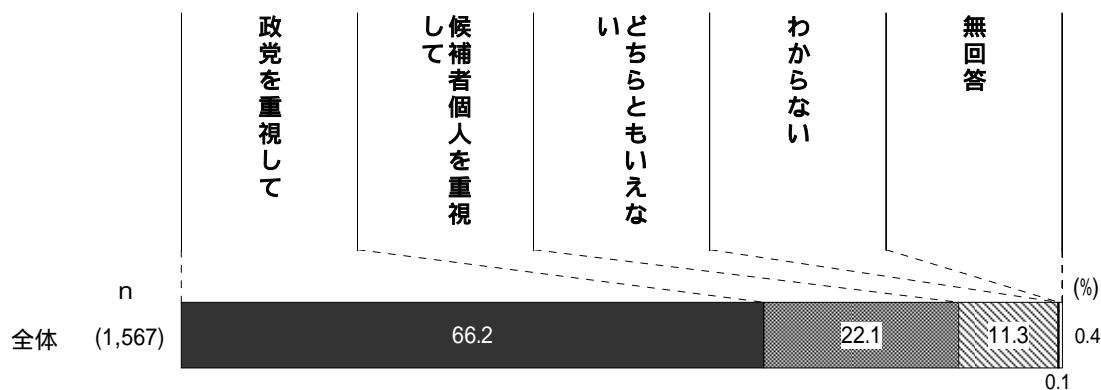 政党を重視して
候補者個人を重視
して
どちらともいえな
い
わからない
無回答
n
(%)
全体 (1,567) 66.2 22.1 11.3 0.4
0.1